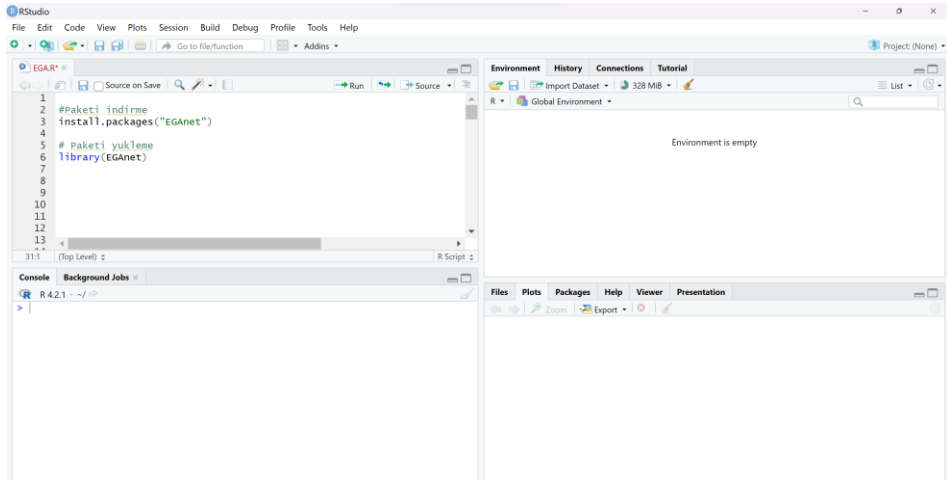 RStudio
File Edit Code View Plots Session Build Debug Profile Tools Help
Go to file/function Addins Project: (None)
EGA.R*
Source on Save Run Source
1
2 #Paketi indirme
3 install.packages("EGAnet")
4
5 # Paketi yukleme
6 library(EGAnet)
7
8
9
10
11
12
13
31:1 (Top Level) R Script
Console Background Jobs
R 4.2.1 · ~/
>
Environment History Connections Tutorial
Import Dataset 328 MiB List
R Global Environment
Environment is empty
Files Plots Packages Help Viewer Presentation
Zoom Export